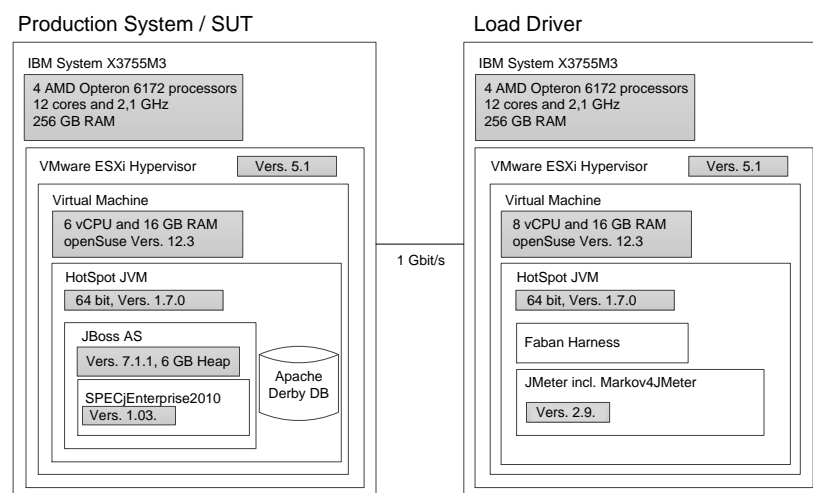 Production System / SUT
IBM System X3755M3
4 AMD Opteron 6172 processors
12 cores and 2,1 GHz
256 GB RAM
VMware ESXi Hypervisor
Vers. 5.1
Virtual Machine
6 vCPU and 16 GB RAM
openSuse Vers. 12.3
HotSpot JVM
64 bit, Vers. 1.7.0
JBoss AS
Vers. 7.1.1, 6 GB Heap
SPECjEnterprise2010
Vers. 1.03.
Apache
Derby DB
1 Gbit/s
Load Driver
IBM System X3755M3
4 AMD Opteron 6172 processors
12 cores and 2,1 GHz
256 GB RAM
VMware ESXi Hypervisor
Vers. 5.1
Virtual Machine
8 vCPU and 16 GB RAM
openSuse Vers. 12.3
HotSpot JVM
64 bit, Vers. 1.7.0
Faban Harness
JMeter incl. Markov4JMeter
Vers. 2.9.